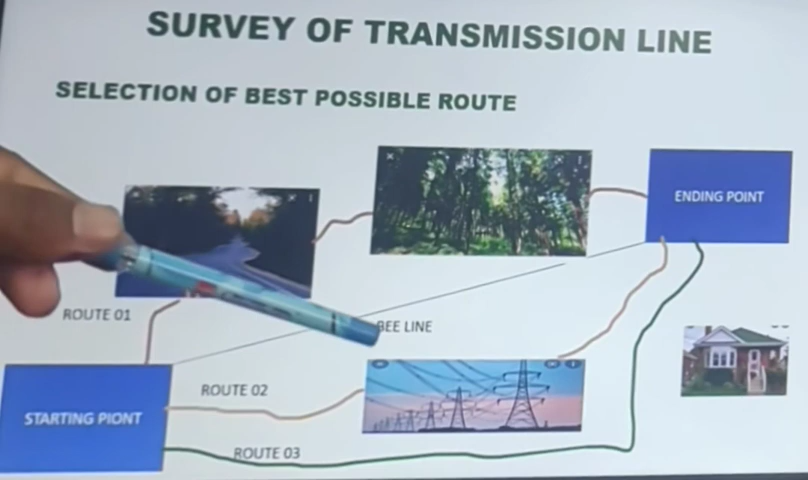 SURVEY OF TRANSMISSION LINE
SELECTION OF BEST POSSIBLE ROUTE
ENDING POINT
ROUTE 01
BEE LINE
ROUTE 02
STARTING PIONT
ROUTE 03